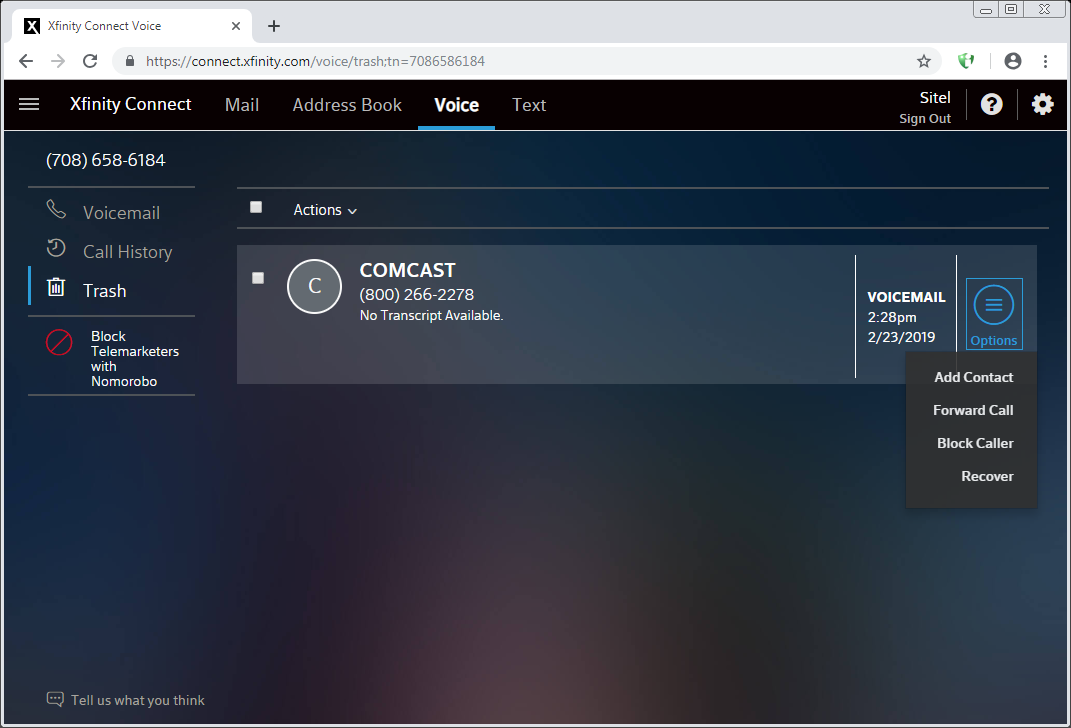 Xfinity Connect Voice
https://connect.xfinity.com/voice/trash;tn=7086586184
Xfinity Connect
Mail
Address Book
Voice
Text
Sitel
Sign Out
(708) 658-6184
Voicemail
Call History
Trash
Block
Telemarketers
with
Nomorobo
Actions
C
COMCAST
(800) 266-2278
No Transcript Available.
VOICEMAIL
2:28pm
2/23/2019
Options
Add Contact
Forward Call
Block Caller
Recover
Tell us what you think